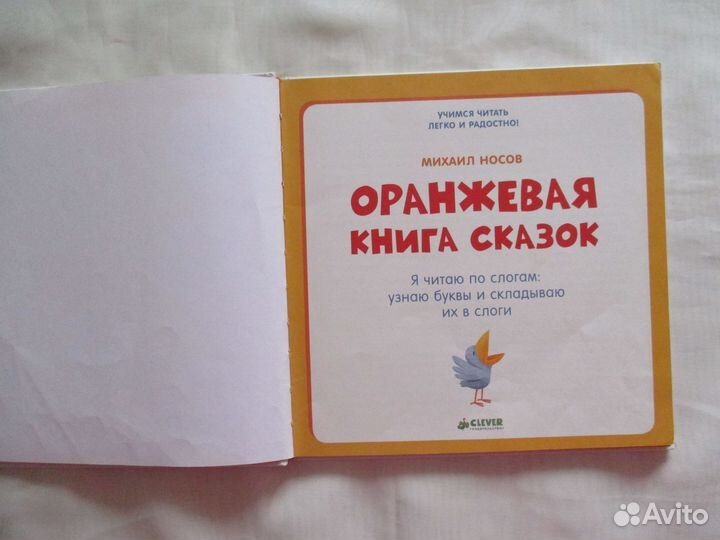 УЧИМСЯ ЧИТАТЬ
ЛЕГКО И РАДОСТНО!
МИХАИЛ НОСОВ
ОРАНЖЕВАЯ
КНИГА СКАЗОК
Я ЧИТАЮ ПО СЛОГАМ:
УЗНАЮ БУКВЫ И СКЛАДЫВАЮ
ИХ В СЛОГИ
CLEVER
ИЗДАТЕЛЬСТВО
Avito